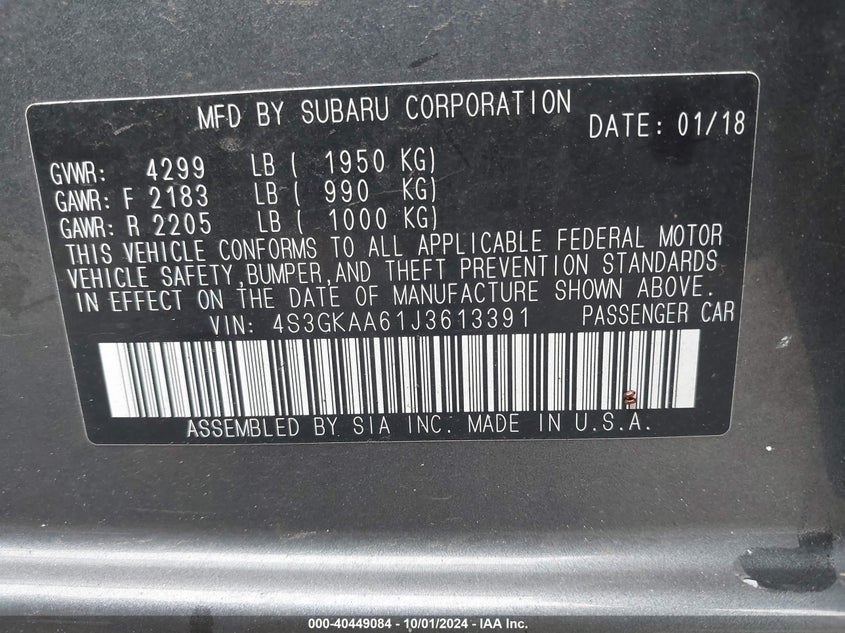 MFD BY SUBARU CORPORATION
DATE: 01/18
GVWR: 4299 LB ( 1950 KG)
GAWR: F 2183 LB ( 990 KG)
GAWR: R 2205 LB ( 1000 KG)
THIS VEHICLE CONFORMS TO ALL APPLICABLE FEDERAL MOTOR
VEHICLE SAFETY,BUMPER,AND THEFT PREVENTION STANDARDS
IN EFFECT ON THE DATE OF MANUFACTURE SHOWN ABOVE.
VIN: 4S3GKAA61J3613391 PASSENGER CAR
ASSEMBLED BY SIA INC. MADE IN U.S.A.
000-40449084 - 10/01/2024 - IAA Inc.